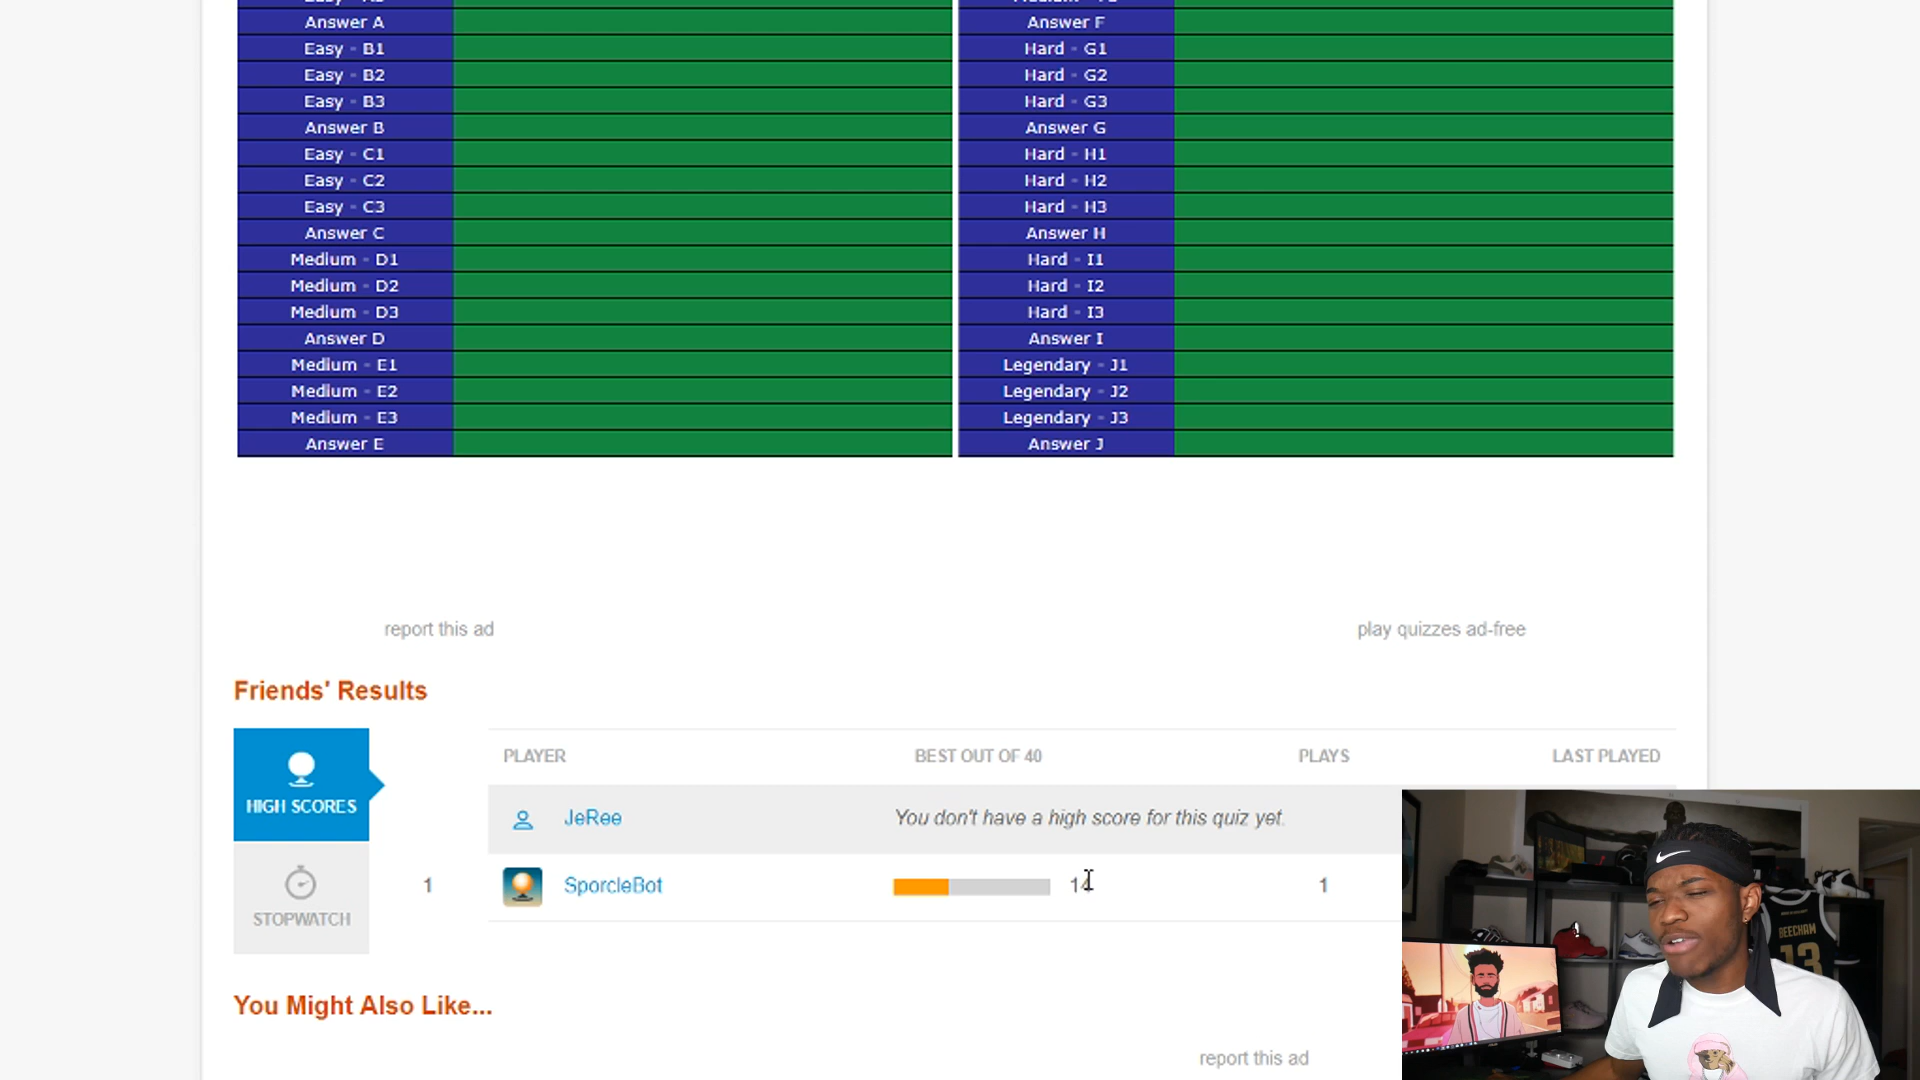 Answer A
Easy - B1
Easy - B2
Easy - B3
Answer B
Easy - C1
Easy - C2
Easy - C3
Answer C
Medium - D1
Medium - D2
Medium - D3
Answer D
Medium - E1
Medium - E2
Medium - E3
Answer E
Answer F
Hard - G1
Hard - G2
Hard - G3
Answer G
Hard - H1
Hard - H2
Hard - H3
Answer H
Hard - I1
Hard - I2
Hard - I3
Answer I
Legendary - J1
Legendary - J2
Legendary - J3
Answer J
report this ad
play quizzes ad-free
Friends' Results
HIGH SCORES
STOPWATCH
PLAYER BEST OUT OF 40 PLAYS LAST PLAYED
JeRee You don't have a high score for this quiz yet.
1 SporcleBot 14 1
You Might Also Like...
report this ad
BEECHAM
13